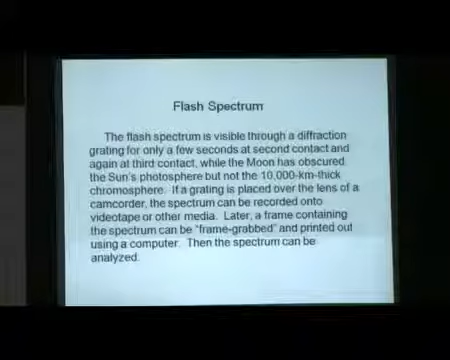 Flash Spectrum
The flash spectrum is visible through a diffraction
grating for only a few seconds at second contact and
again at third contact, while the Moon has obscured
the Sun's photosphere but not the 10,000-km-thick
chromosphere. If a grating is placed over the lens of a
camcorder, the spectrum can be recorded onto
videotape or other media. Later, a frame containing
the spectrum can be "frame-grabbed" and printed out
using a computer. Then the spectrum can be
analyzed.